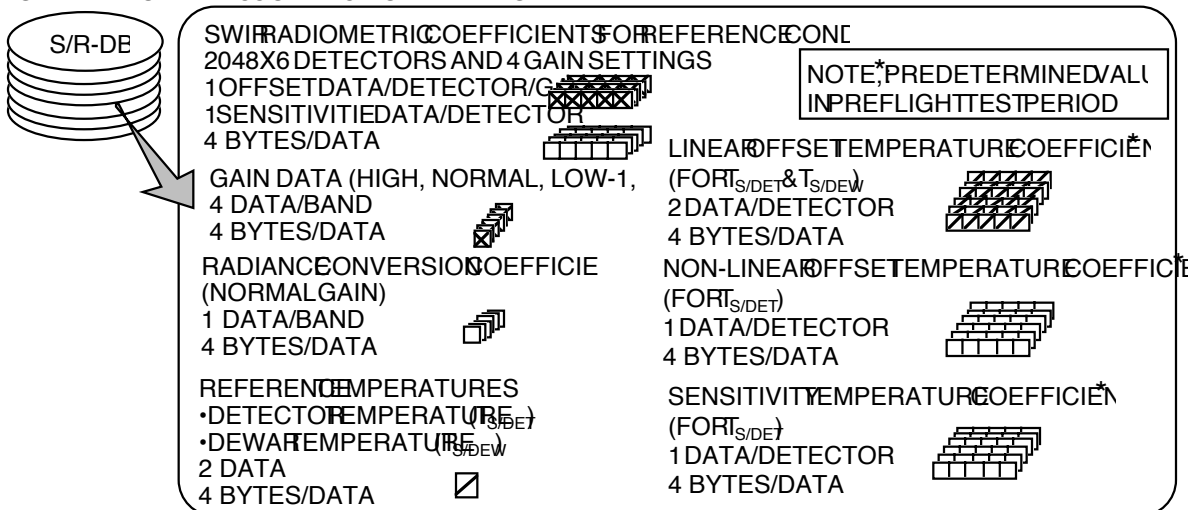 S/R-DB
SWIR RADIOMETRIC COEFFICIENTS FOR REFERENCE COND
2048X6 DETECTORS AND 4 GAIN SETTINGS
1 OFFSET DATA/DETECTOR/G
1 SENSITIVITIE DATA/DETECTOR
4 BYTES/DATA
GAIN DATA (HIGH, NORMAL, LOW-1,
4 DATA/BAND
4 BYTES/DATA
RADIANCE CONVERSION COEFFICIE
(NORMAL GAIN)
1 DATA/BAND
4 BYTES/DATA
REFERENCE TEMPERATURES
•DETECTOR TEMPERATURE (TS/DET)
•DEWAR TEMPERATURE (TS/DEW)
2 DATA
4 BYTES/DATA
NOTE, * PREDETERMINED VALU
IN PREFLIGHT TEST PERIOD
LINEAR OFFSET TEMPERATURE COEFFICIEN*
(FOR TS/DET & TS/DEW)
2 DATA/DETECTOR
4 BYTES/DATA
NON-LINEAR OFFSET TEMPERATURE COEFFICIE*
(FOR TS/DET)
1 DATA/DETECTOR
4 BYTES/DATA
SENSITIVITY TEMPERATURE COEFFICIEN*
(FOR TS/DET)
1 DATA/DETECTOR
4 BYTES/DATA